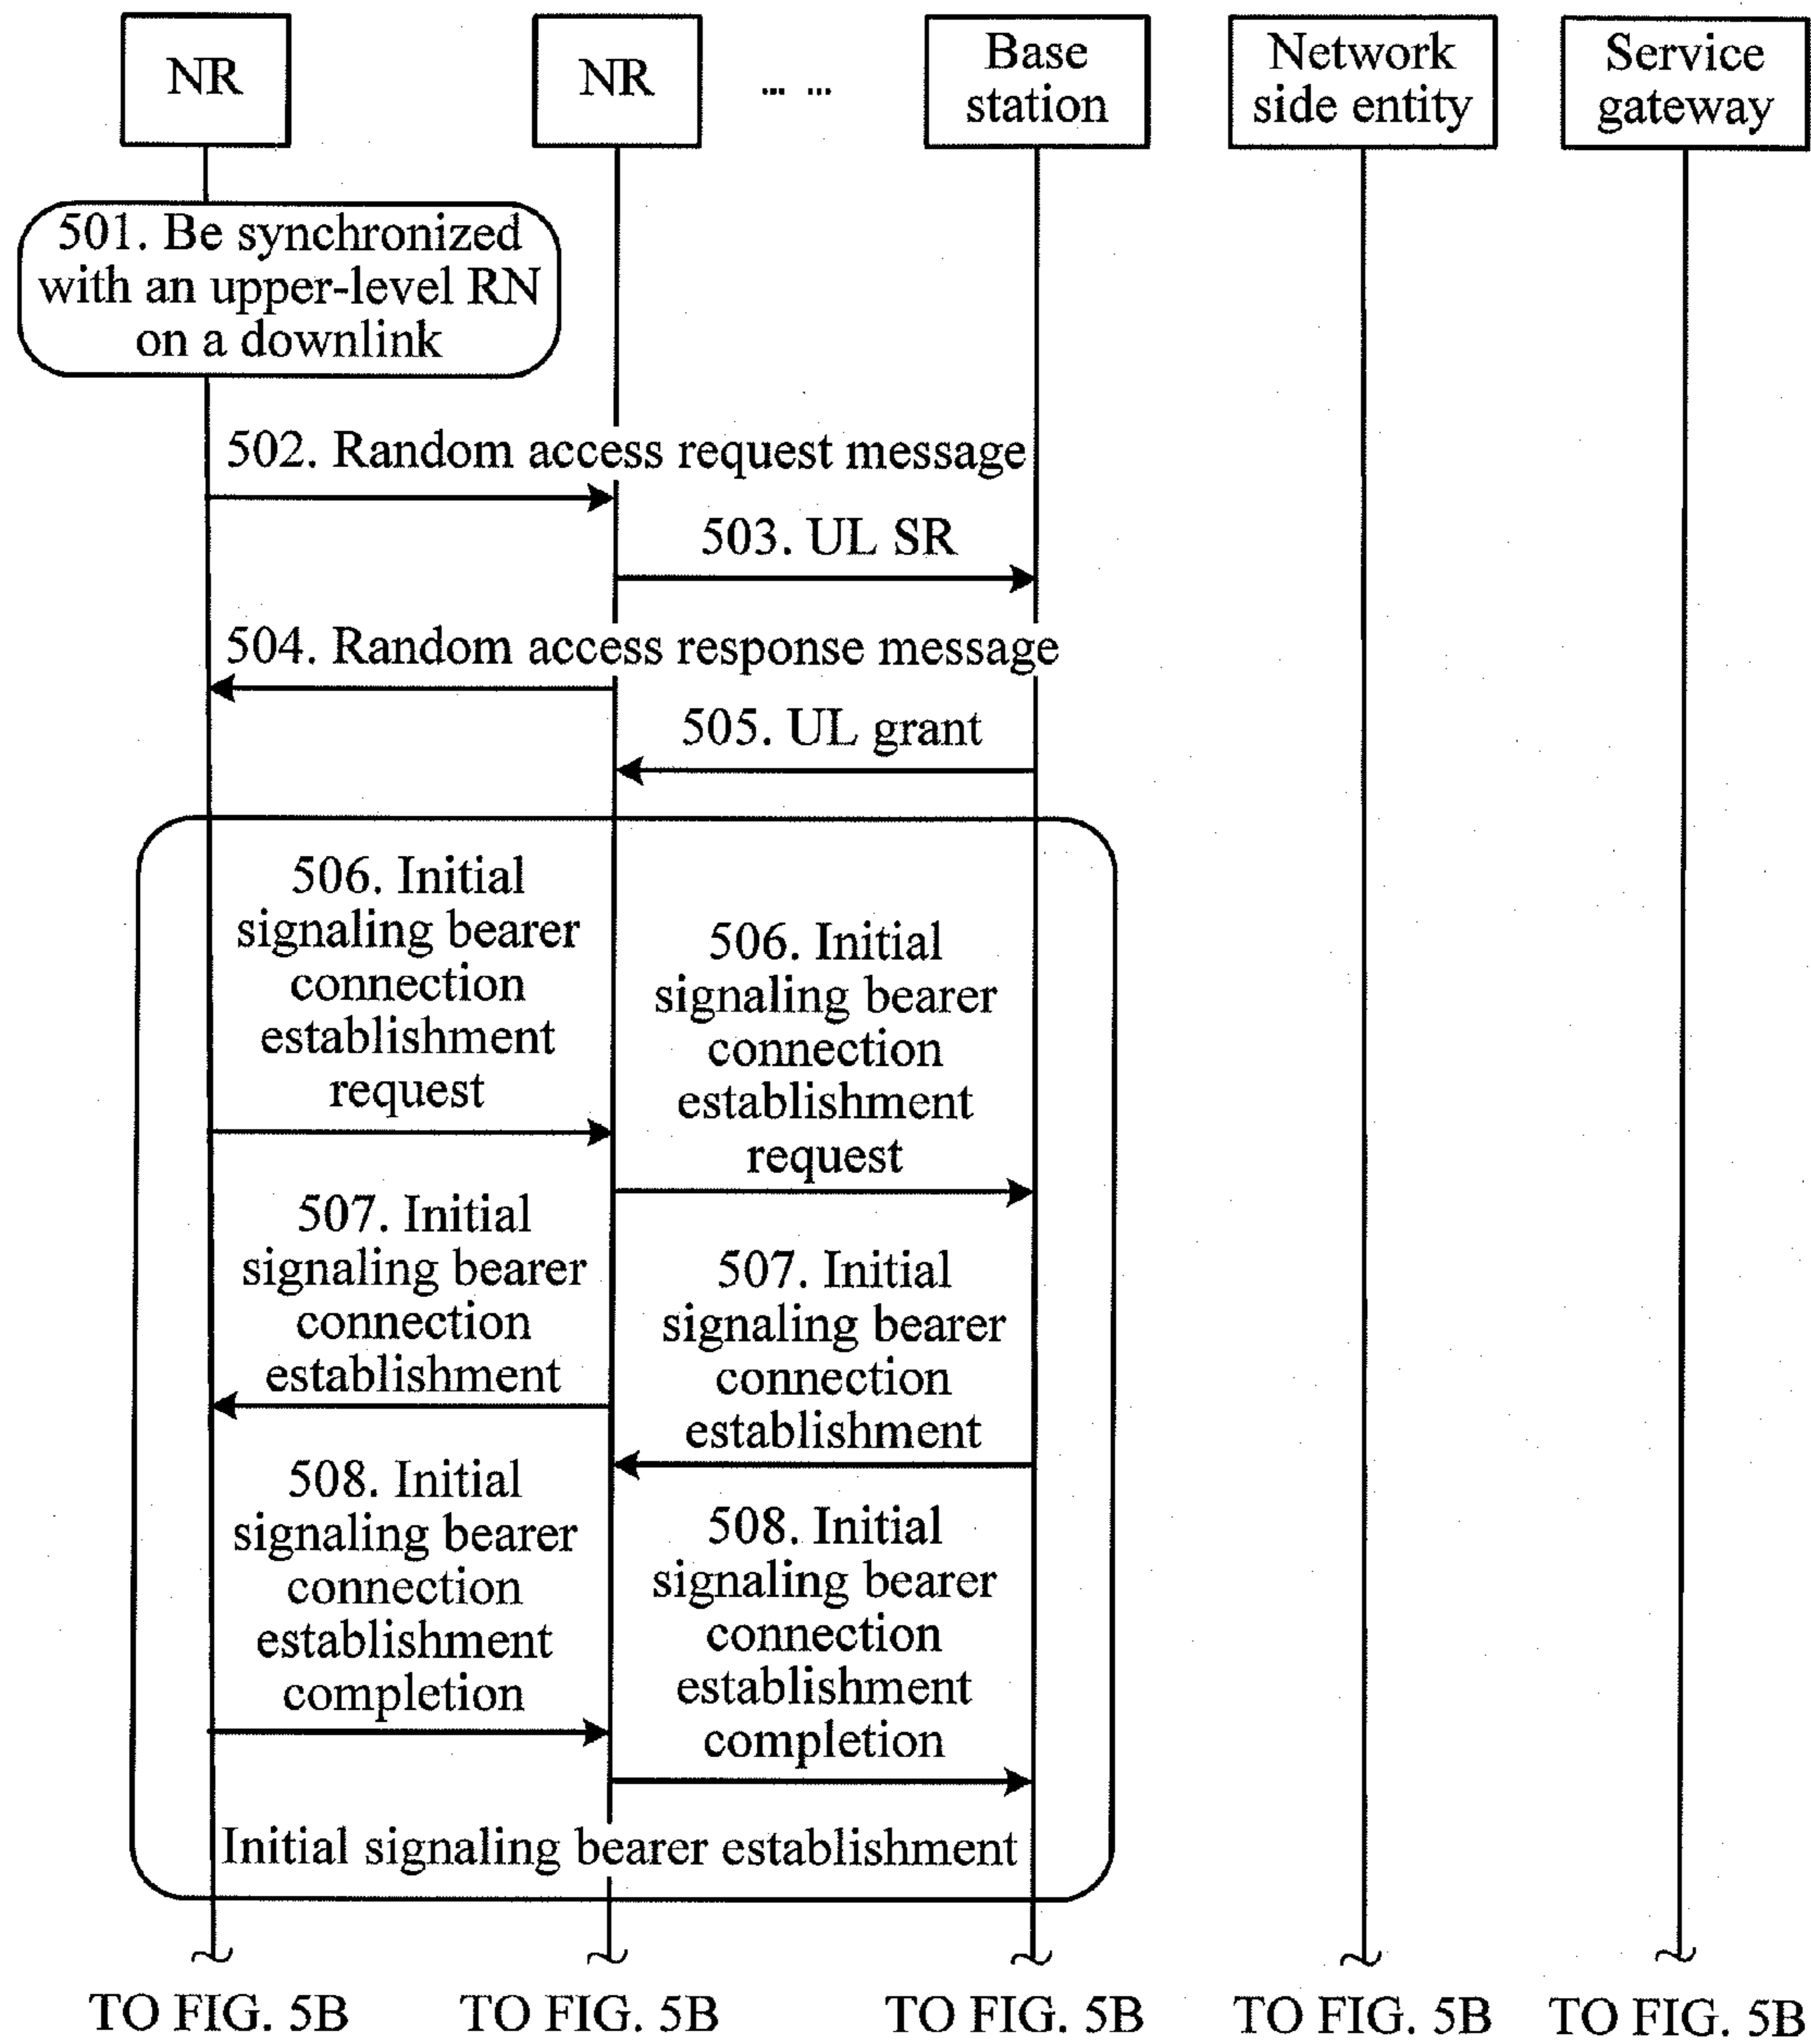 NR
NR
... ...
Base
station
Network
side entity
Service
gateway
501. Be synchronized
with an upper-level RN
on a downlink
502. Random access request message
503. UL SR
504. Random access response message
505. UL grant
506. Initial
signaling bearer
connection
establishment
request
506. Initial
signaling bearer
connection
establishment
request
507. Initial
signaling bearer
connection
establishment
507. Initial
signaling bearer
connection
establishment
508. Initial
signaling bearer
connection
establishment
completion
508. Initial
signaling bearer
connection
establishment
completion
Initial signaling bearer establishment
TO FIG. 5B
TO FIG. 5B
TO FIG. 5B
TO FIG. 5B
TO FIG. 5B